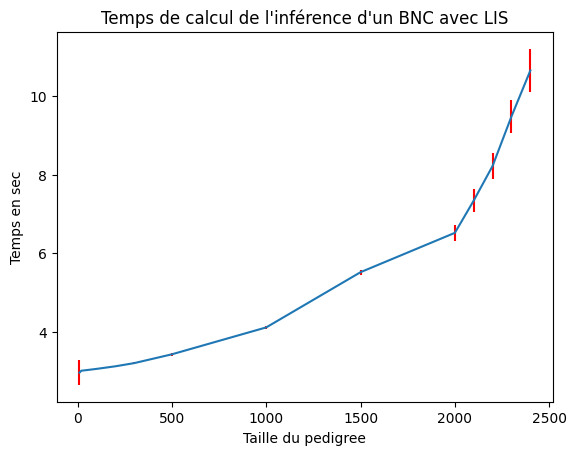 Temps de calcul de l'inférence d'un BNC avec LIS
Temps en sec
10
8
6
4
0 500 1000 1500 2000 2500
Taille du pedigree